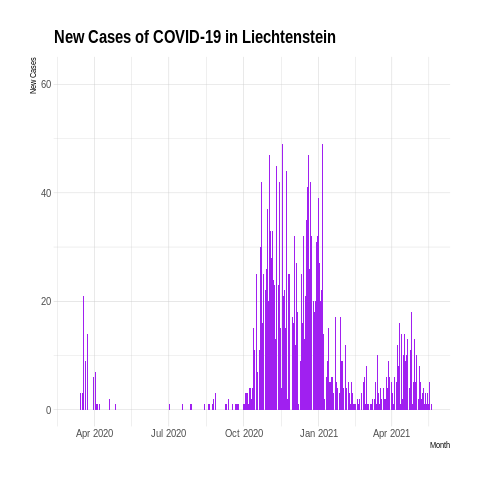 New Cases of COVID-19 in Liechtenstein
New Cases
60
40
20
0
Apr 2020 Jul 2020 Oct 2020 Jan 2021 Apr 2021
Month